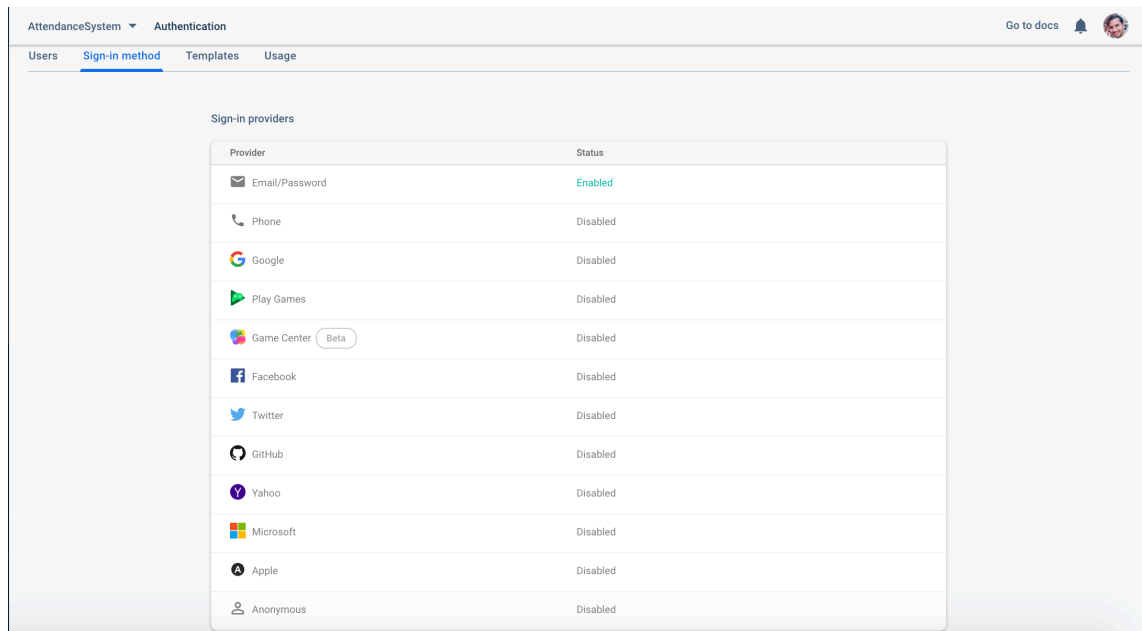 AttendanceSystem Authentication Go to docs
Users Sign-in method Templates Usage
Sign-in providers
Provider Status
Email/Password Enabled
Phone Disabled
Google Disabled
Play Games Disabled
Game Center Beta Disabled
Facebook Disabled
Twitter Disabled
GitHub Disabled
Yahoo Disabled
Microsoft Disabled
Apple Disabled
Anonymous Disabled